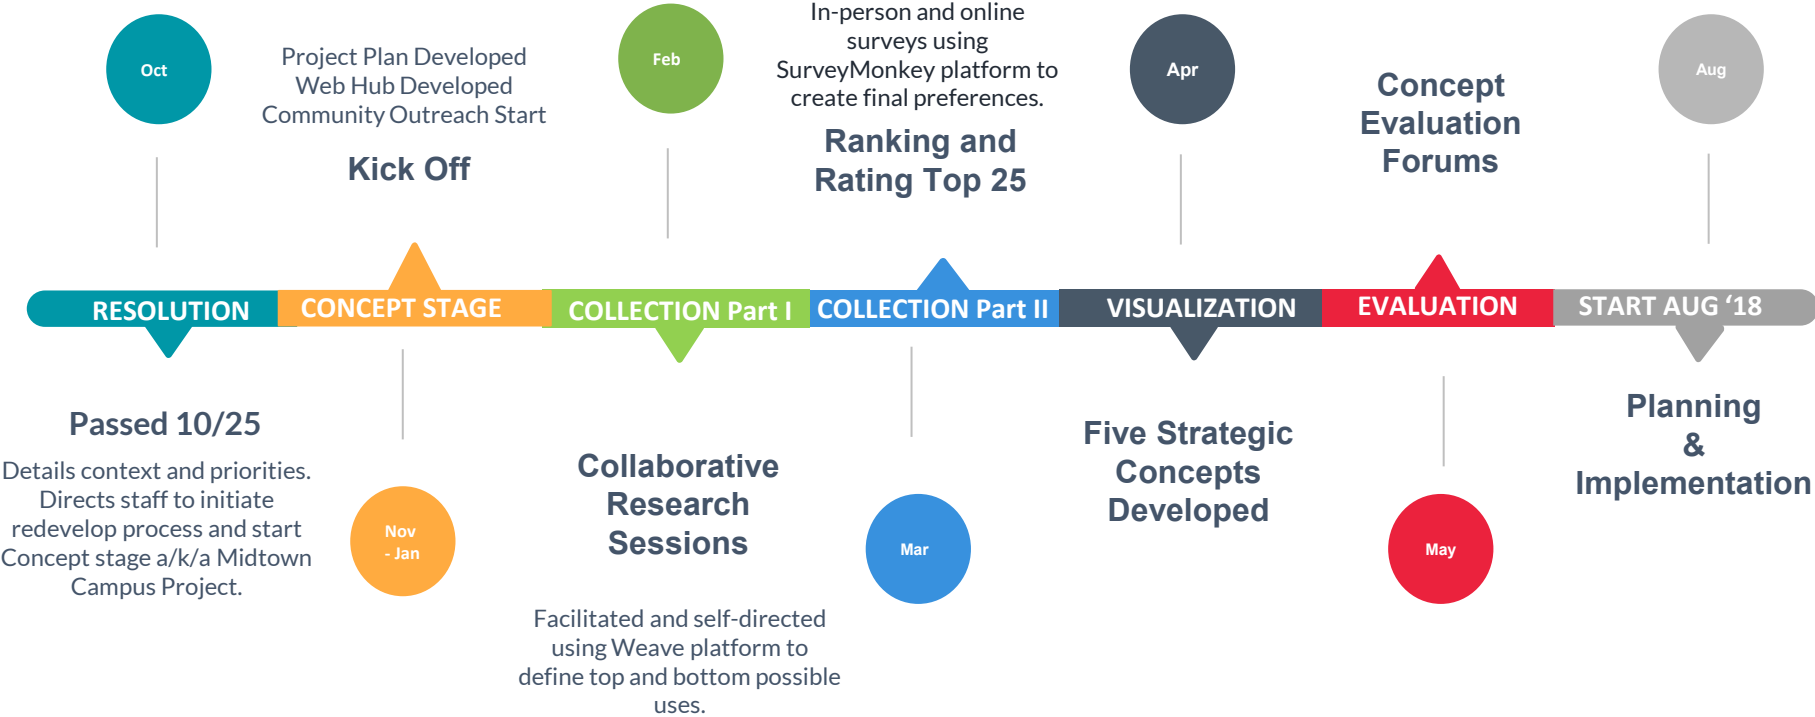 Oct
Project Plan Developed
Web Hub Developed
Community Outreach Start
Kick Off
Feb
In-person and online
surveys using
SurveyMonkey platform to
create final preferences.
Ranking and
Rating Top 25
Apr
Concept
Evaluation
Forums
Aug
RESOLUTION
CONCEPT STAGE
COLLECTION Part I
COLLECTION Part II
VISUALIZATION
EVALUATION
START AUG ‘18
Passed 10/25
Details context and priorities.
Directs staff to initiate
redevelop process and start
Concept stage a/k/a Midtown
Campus Project.
Nov
- Jan
Collaborative
Research
Sessions
Facilitated and self-directed
using Weave platform to
define top and bottom possible
uses.
Mar
Five Strategic
Concepts
Developed
May
Planning
&
Implementation